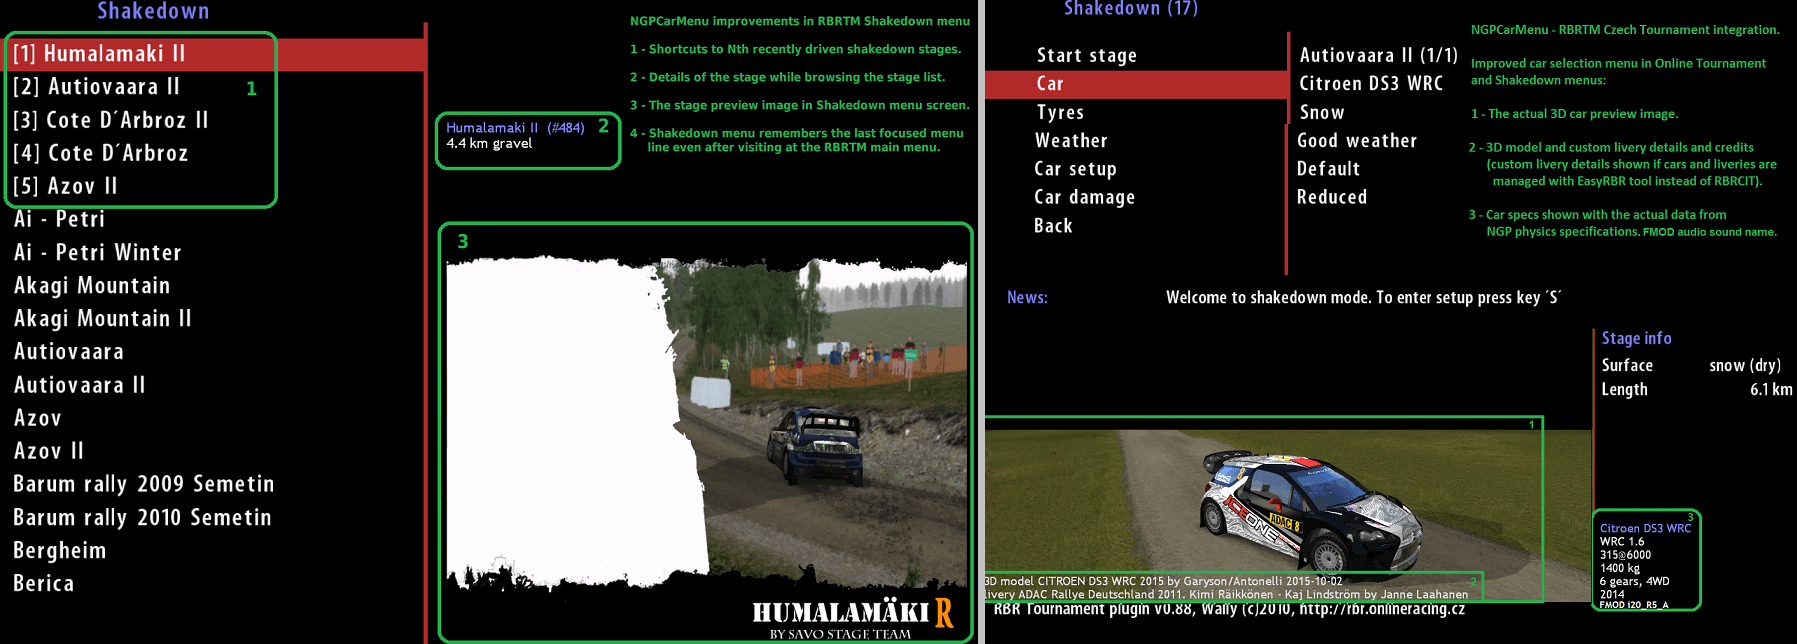 Shakedown
[1] Humalamaki II
[2] Autiovaara II
1
[3] Cote D´Arbroz II
[4] Cote D´Arbroz
[5] Azov II
Ai - Petri
Ai - Petri Winter
Akagi Mountain
Akagi Mountain II
Autiovaara
Autiovaara II
Azov
Azov II
Barum rally 2009 Semetin
Barum rally 2010 Semetin
Bergheim
Berica
NGPCarMenu improvements in RBRTM Shakedown menu
1 - Shortcuts to Nth recently driven shakedown stages.
2 - Details of the stage while browsing the stage list.
3 - The stage preview image in Shakedown menu screen.
4 - Shakedown menu remembers the last focused menu
line even after visiting at the RBRTM main menu.
Humalamaki II (#484) 2
4.4 km gravel
3
HUMALAMÄKI R
BY SAVO STAGE TEAM
Shakedown (17)
Start stage Autiovaara II (1/1)
Car Citroen DS3 WRC
Tyres Snow
Weather Good weather
Car setup Default
Car damage Reduced
Back
NGPCarMenu - RBRTM Czech Tournament integration.
Improved car selection menu in Online Tournament
and Shakedown menus:
1 - The actual 3D car preview image.
2 - 3D model and custom livery details and credits
(custom livery details shown if cars and liveries are
managed with EasyRBR tool instead of RBRCIT).
3 - Car specs shown with the actual data from
NGP physics specifications. FMOD audio sound name.
News: Welcome to shakedown mode. To enter setup press key ´S´
Stage info
Surface snow (dry)
Length 6.1 km
1
ICEONE
ADAC 8
3
Citroen DS3 WRC
WRC 1.6
315@6000
1400 kg
6 gears, 4WD
2014
FMOD i20_R5_A
3D model CITROEN DS3 WRC 2015 by Garyson/Antonelli 2015-10-02 2
livery ADAC Rallye Deutschland 2011. Kimi Räikkönen - Kaj Lindström by Janne Laahanen
RBR Tournament plugin v0.88, Wally (c)2010, http://rbr.onlineracing.cz